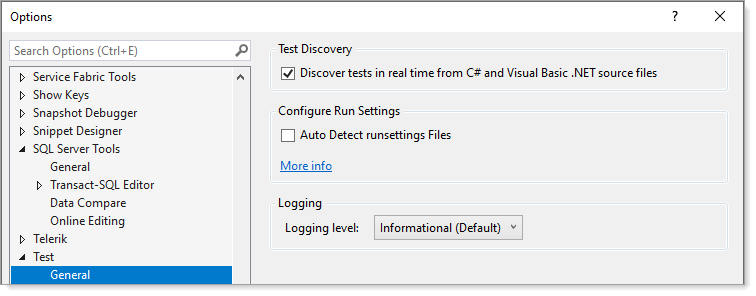 Options
Search Options (Ctrl+E)
Service Fabric Tools
Show Keys
Snapshot Debugger
Snippet Designer
SQL Server Tools
General
Transact-SQL Editor
Data Compare
Online Editing
Telerik
Test
General
Test Discovery
Discover tests in real time from C# and Visual Basic .NET source files
Configure Run Settings
Auto Detect runsettings Files
More info
Logging
Logging level: Informational (Default)